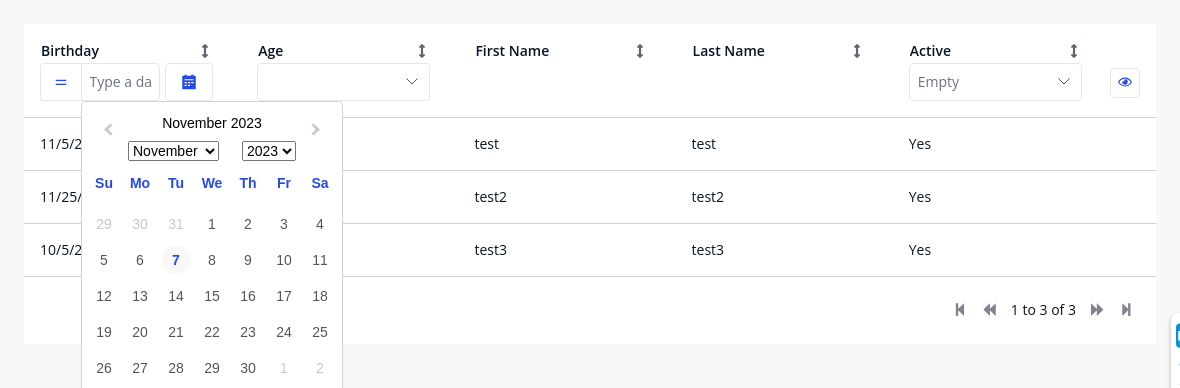 Birthday Age First Name Last Name Active
= Type a da Empty
November 2023
November 2023
Su Mo Tu We Th Fr Sa
29 30 31 1 2 3 4
5 6 7 8 9 10 11
12 13 14 15 16 17 18
19 20 21 22 23 24 25
26 27 28 29 30 1 2
11/5/2 test test Yes
11/25/ test2 test2 Yes
10/5/2 test3 test3 Yes
1 to 3 of 3